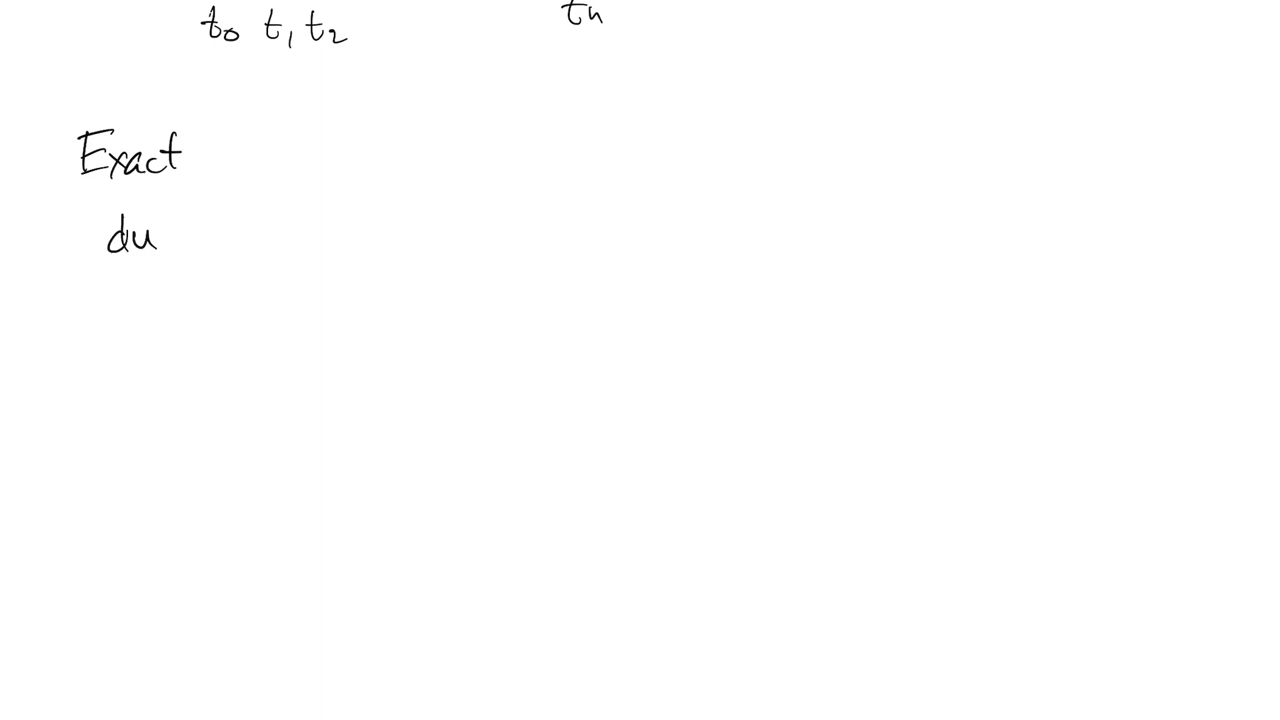 t₀ t₁ t₂ tₙ
Exact
du